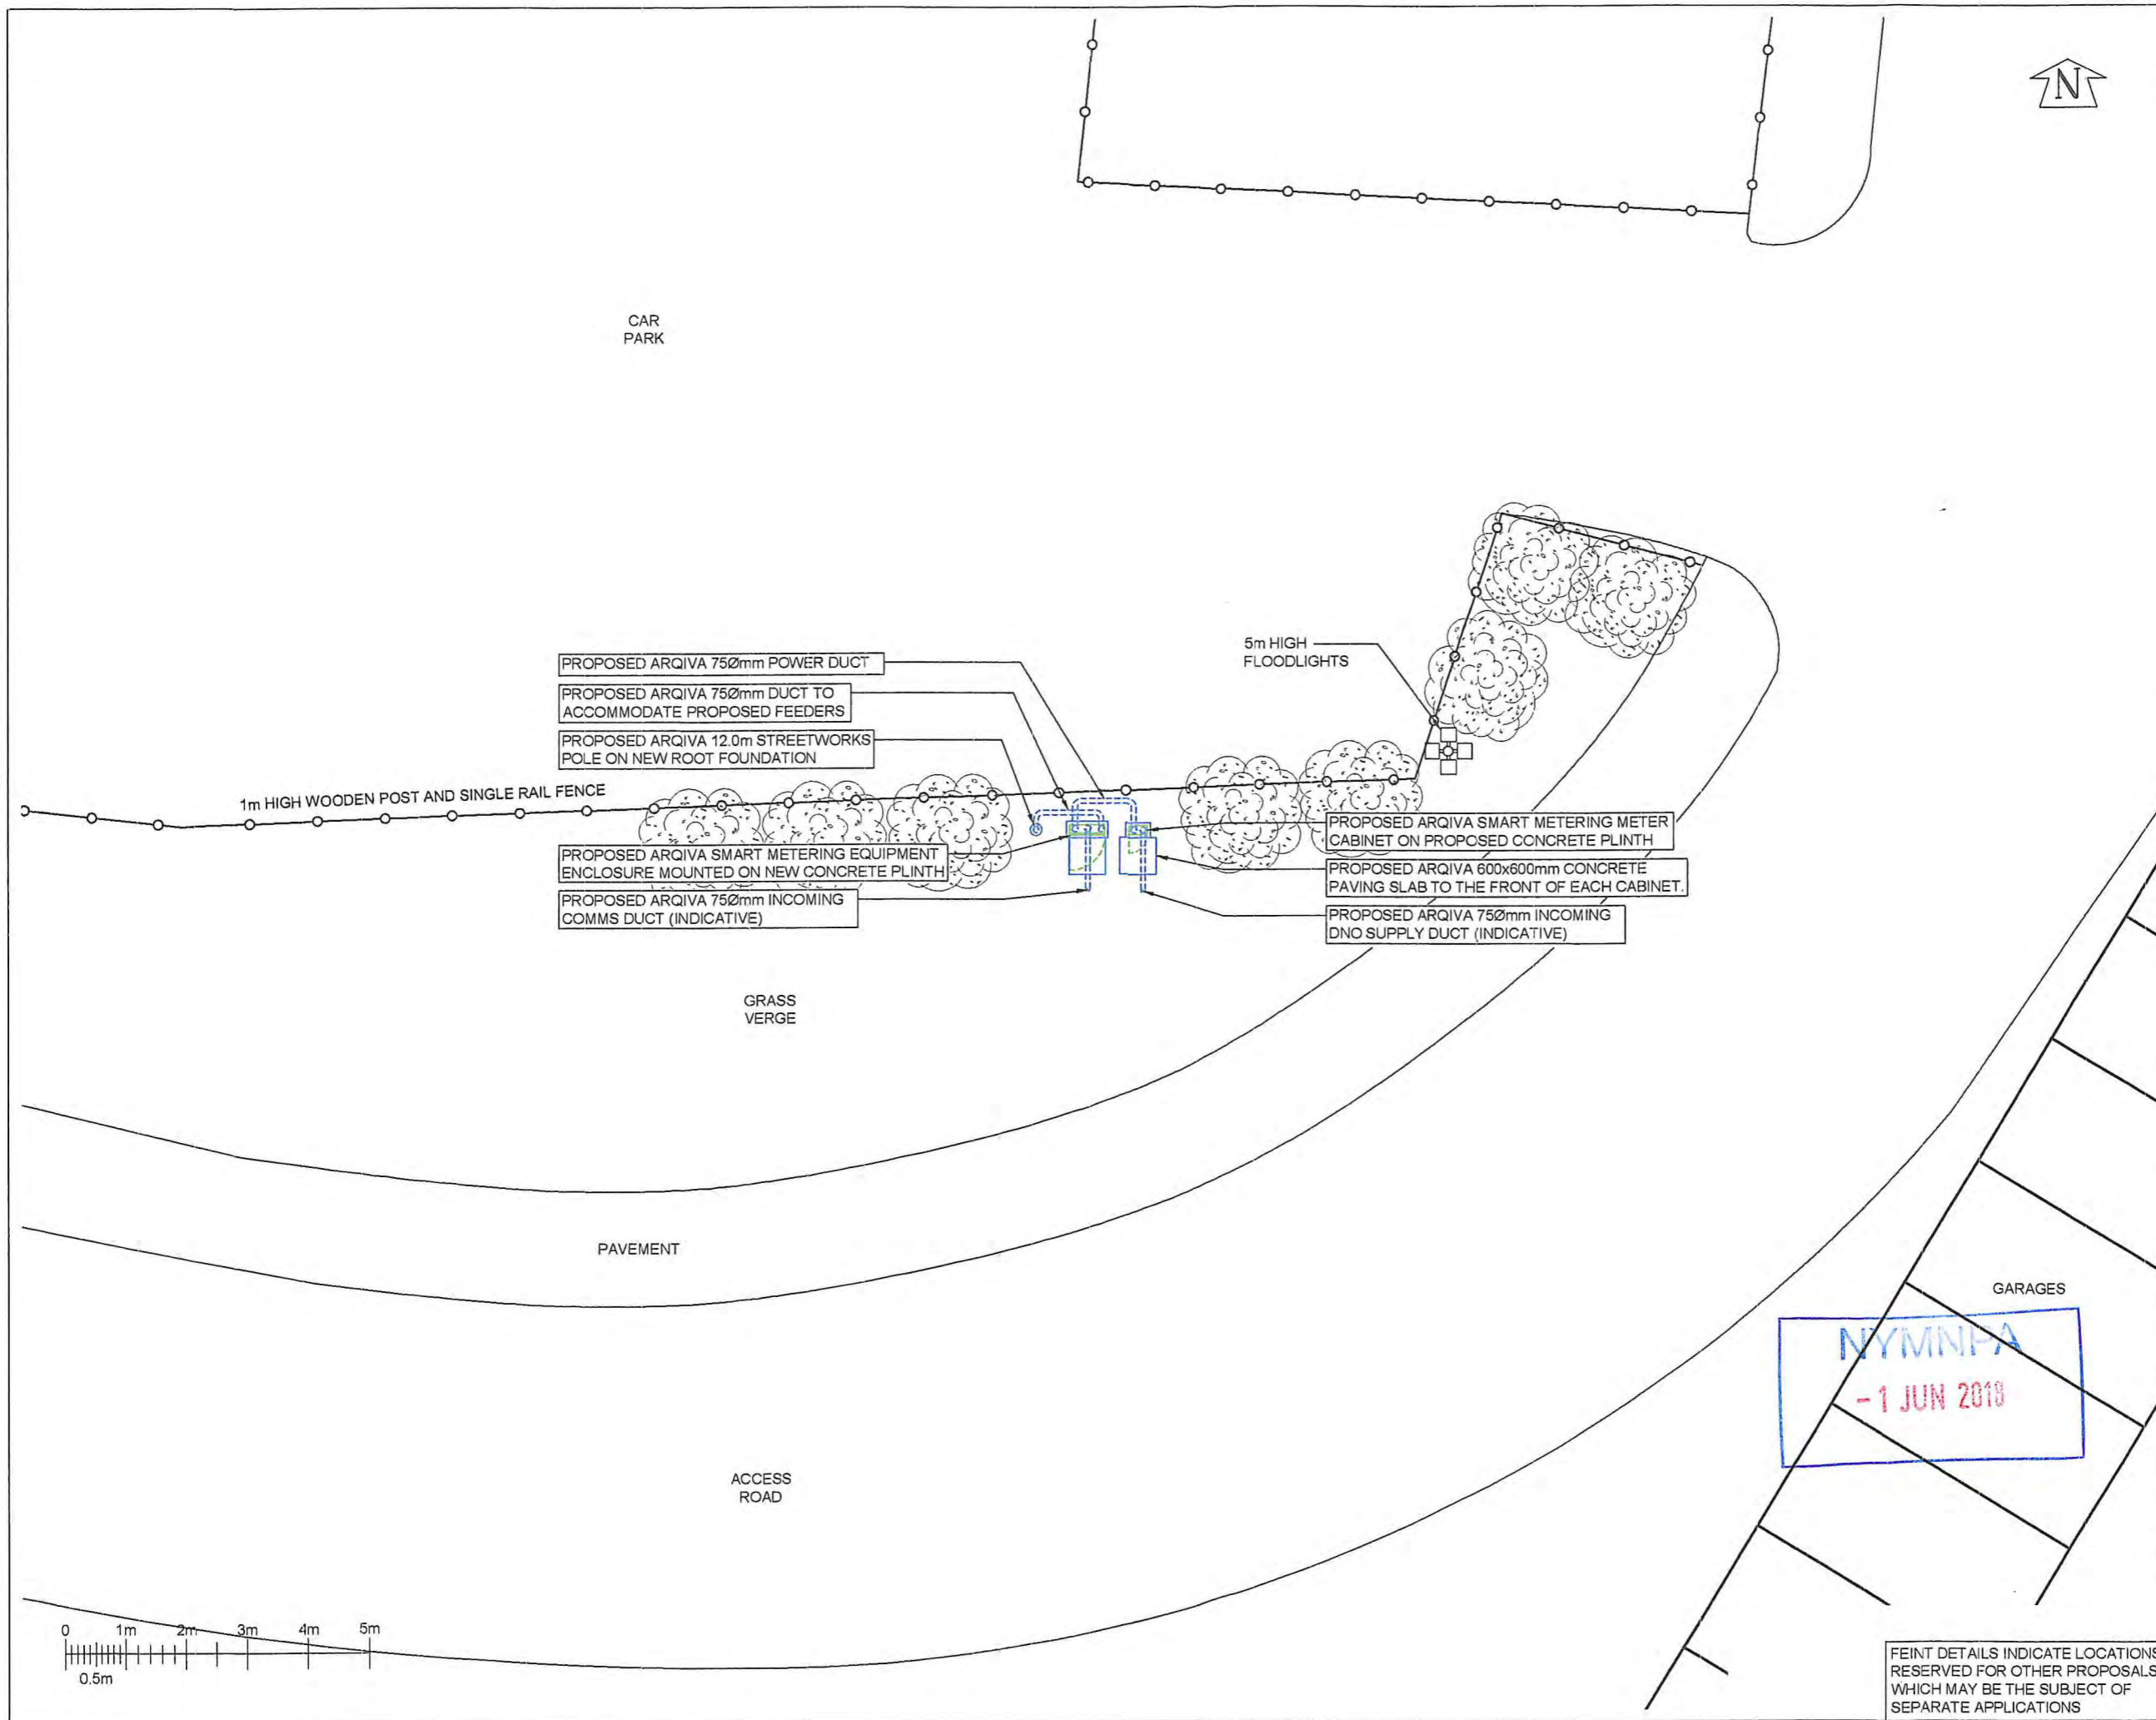 N
CAR
PARK
5m HIGH
FLOODLIGHTS
PROPOSED ARQIVA 75Ømm POWER DUCT
PROPOSED ARQIVA 75Ømm DUCT TO
ACCOMMODATE PROPOSED FEEDERS
PROPOSED ARQIVA 12.0m STREETWORKS
POLE ON NEW ROOT FOUNDATION
1m HIGH WOODEN POST AND SINGLE RAIL FENCE
PROPOSED ARQIVA SMART METERING EQUIPMENT
ENCLOSURE MOUNTED ON NEW CONCRETE PLINTH
PROPOSED ARQIVA 75Ømm INCOMING
COMMS DUCT (INDICATIVE)
PROPOSED ARQIVA SMART METERING METER
CABINET ON PROPOSED CONCRETE PLINTH
PROPOSED ARQIVA 600x600mm CONCRETE
PAVING SLAB TO THE FRONT OF EACH CABINET.
PROPOSED ARQIVA 75Ømm INCOMING
DNO SUPPLY DUCT (INDICATIVE)
GRASS
VERGE
PAVEMENT
GARAGES
NYMNPA
-1 JUN 2018
ACCESS
ROAD
0 1m 2m 3m 4m 5m
0.5m
FEINT DETAILS INDICATE LOCATIONS
RESERVED FOR OTHER PROPOSALS
WHICH MAY BE THE SUBJECT OF
SEPARATE APPLICATIONS